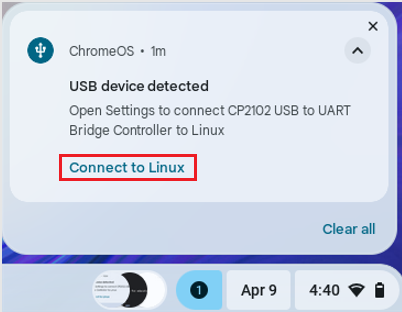 ChromeOS • 1m
USB device detected
Open Settings to connect CP2102 USB to UART
Bridge Controller to Linux
Connect to Linux
Clear all
1
Apr 9
4:40